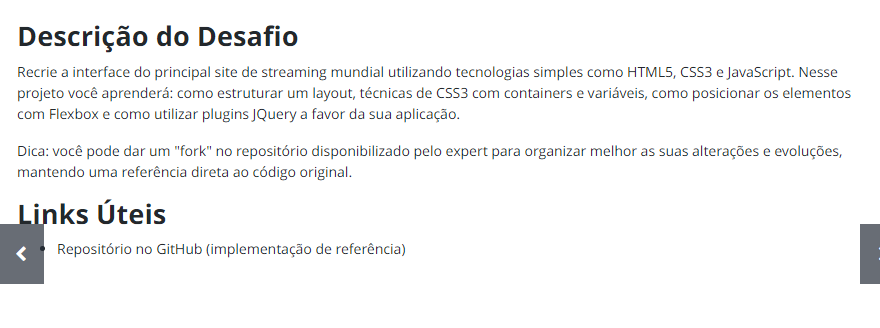 Descrição do Desafio
Recrie a interface do principal site de streaming mundial utilizando tecnologias simples como HTML5, CSS3 e JavaScript. Nesse
projeto você aprenderá: como estruturar um layout, técnicas de CSS3 com containers e variáveis, como posicionar os elementos
com Flexbox e como utilizar plugins JQuery a favor da sua aplicação.
Dica: você pode dar um "fork" no repositório disponibilizado pelo expert para organizar melhor as suas alterações e evoluções,
mantendo uma referência direta ao código original.
Links Úteis
Repositório no GitHub (implementação de referência)